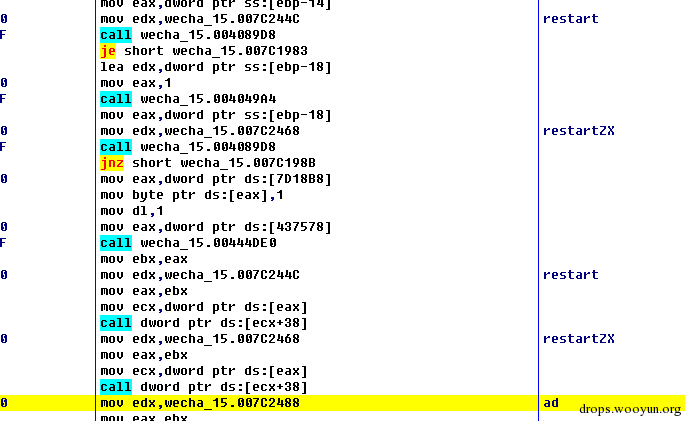 mov eax,dword ptr ss:[ebp-14]
0 mov edx,wecha_15.007C244C restart
F call wecha_15.004089D8
je short wecha_15.007C1983
lea edx,dword ptr ss:[ebp-18]
0 mov eax,1
F call wecha_15.004049A4
mov eax,dword ptr ss:[ebp-18]
0 mov edx,wecha_15.007C2468 restartZX
F call wecha_15.004089D8
jnz short wecha_15.007C198B
0 mov eax,dword ptr ds:[7D18B8]
mov byte ptr ds:[eax],1
mov dl,1
0 mov eax,dword ptr ds:[437578]
F call wecha_15.00444DE0
mov ebx,eax
0 mov edx,wecha_15.007C244C restart
mov eax,ebx
mov ecx,dword ptr ds:[eax]
call dword ptr ds:[ecx+38]
0 mov edx,wecha_15.007C2468 restartZX
mov eax,ebx
mov ecx,dword ptr ds:[eax]
call dword ptr ds:[ecx+38]
0 mov edx,wecha_15.007C2488 ad
drops.wooyun.org
mov eax,ebx